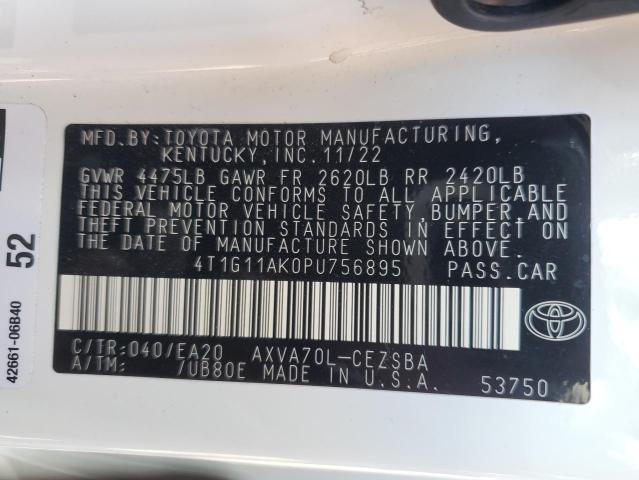 MFD.BY:TOYOTA MOTOR MANUFACTURING,
KENTUCKY,INC.11/22
GVWR 4475LB GAWR FR 2620LB RR 2420LB
THIS VEHICLE CONFORMS TO ALL APPLICABLE
FEDERAL MOTOR VEHICLE SAFETY,BUMPER,AND
THEFT PREVENTION STANDARDS IN EFFECT ON
THE DATE OF MANUFACTURE SHOWN ABOVE.
4T1G11AK0PU756895 PASS.CAR
C/TR:040/EA20 AXVA70L-CEZSBA
A/TM: /UB80E MADE IN U.S.A. 53750
42661-06B40 52